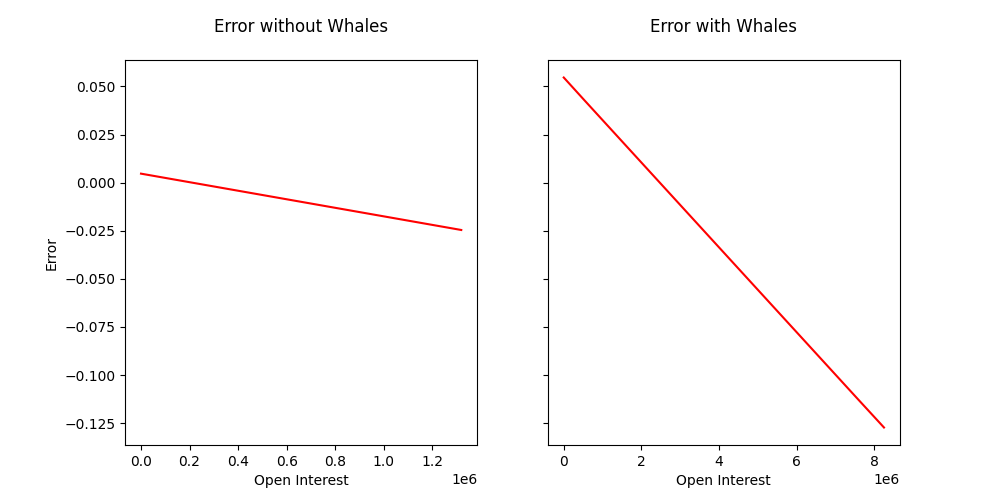 Error without Whales
Error with Whales
0.050
0.025
0.000
−0.025
−0.050
−0.075
−0.100
−0.125
Error
0.0 0.2 0.4 0.6 0.8 1.0 1.2
1e6
Open Interest
0 2 4 6 8
1e6
Open Interest